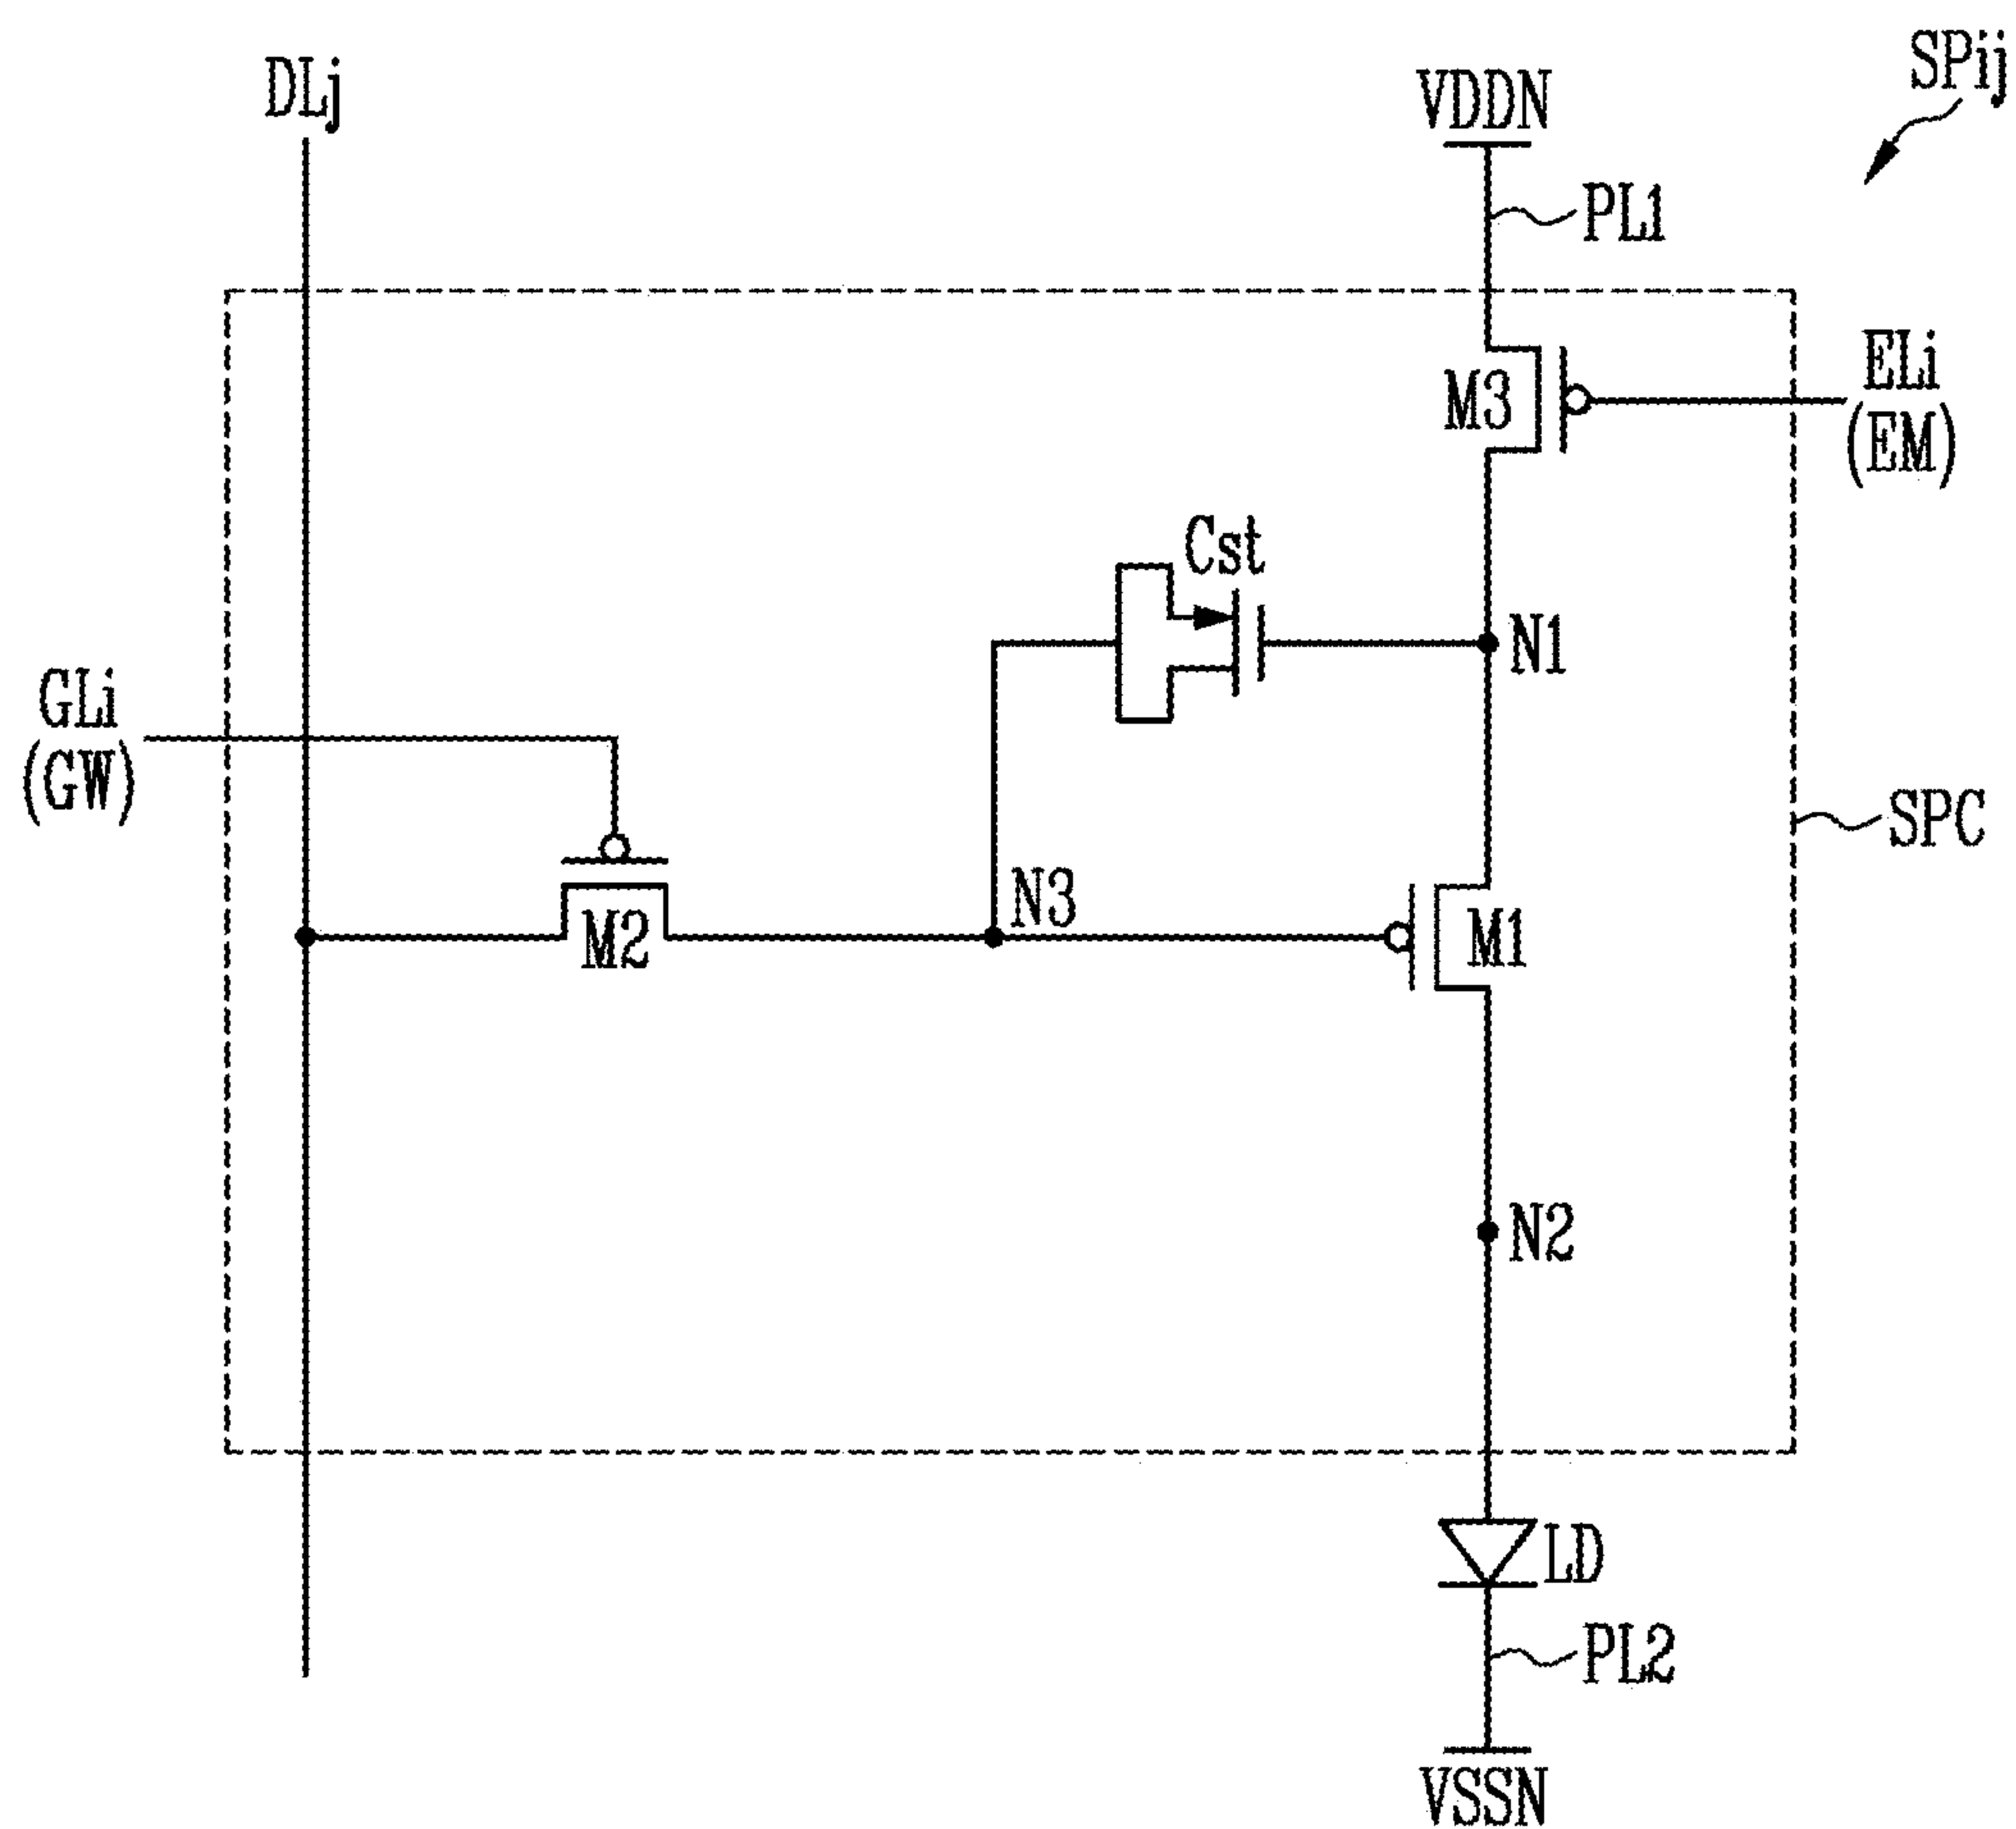 DLj
VDDN
SPij
PL1
M3
ELi
(EM)
Cst
N1
GLi
(GW)
SPC
N3
M2
M1
N2
LD
PL2
VSSN